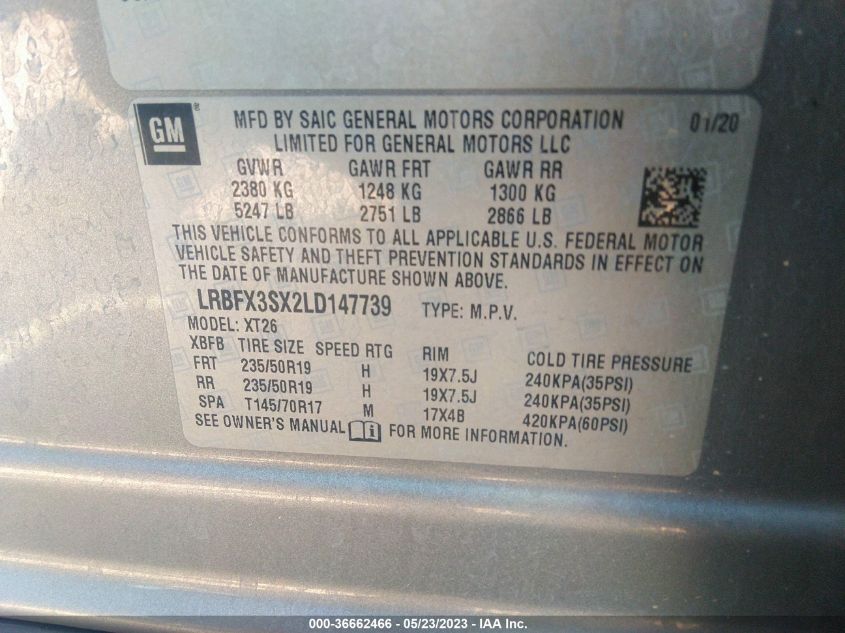 GM ®
MFD BY SAIC GENERAL MOTORS CORPORATION 01/20
LIMITED FOR GENERAL MOTORS LLC
GVWR GAWR FRT GAWR RR
2380 KG 1248 KG 1300 KG
5247 LB 2751 LB 2866 LB
THIS VEHICLE CONFORMS TO ALL APPLICABLE U.S. FEDERAL MOTOR
VEHICLE SAFETY AND THEFT PREVENTION STANDARDS IN EFFECT ON
THE DATE OF MANUFACTURE SHOWN ABOVE.
LRBFX3SX2LD147739 TYPE: M.P.V.
MODEL: XT26
XBFB TIRE SIZE SPEED RTG RIM COLD TIRE PRESSURE
FRT 235/50R19 H 19X7.5J 240KPA(35PSI)
RR 235/50R19 H 19X7.5J 240KPA(35PSI)
SPA T145/70R17 M 17X4B 420KPA(60PSI)
SEE OWNER'S MANUAL FOR MORE INFORMATION.
000-36662466 - 05/23/2023 - IAA Inc.